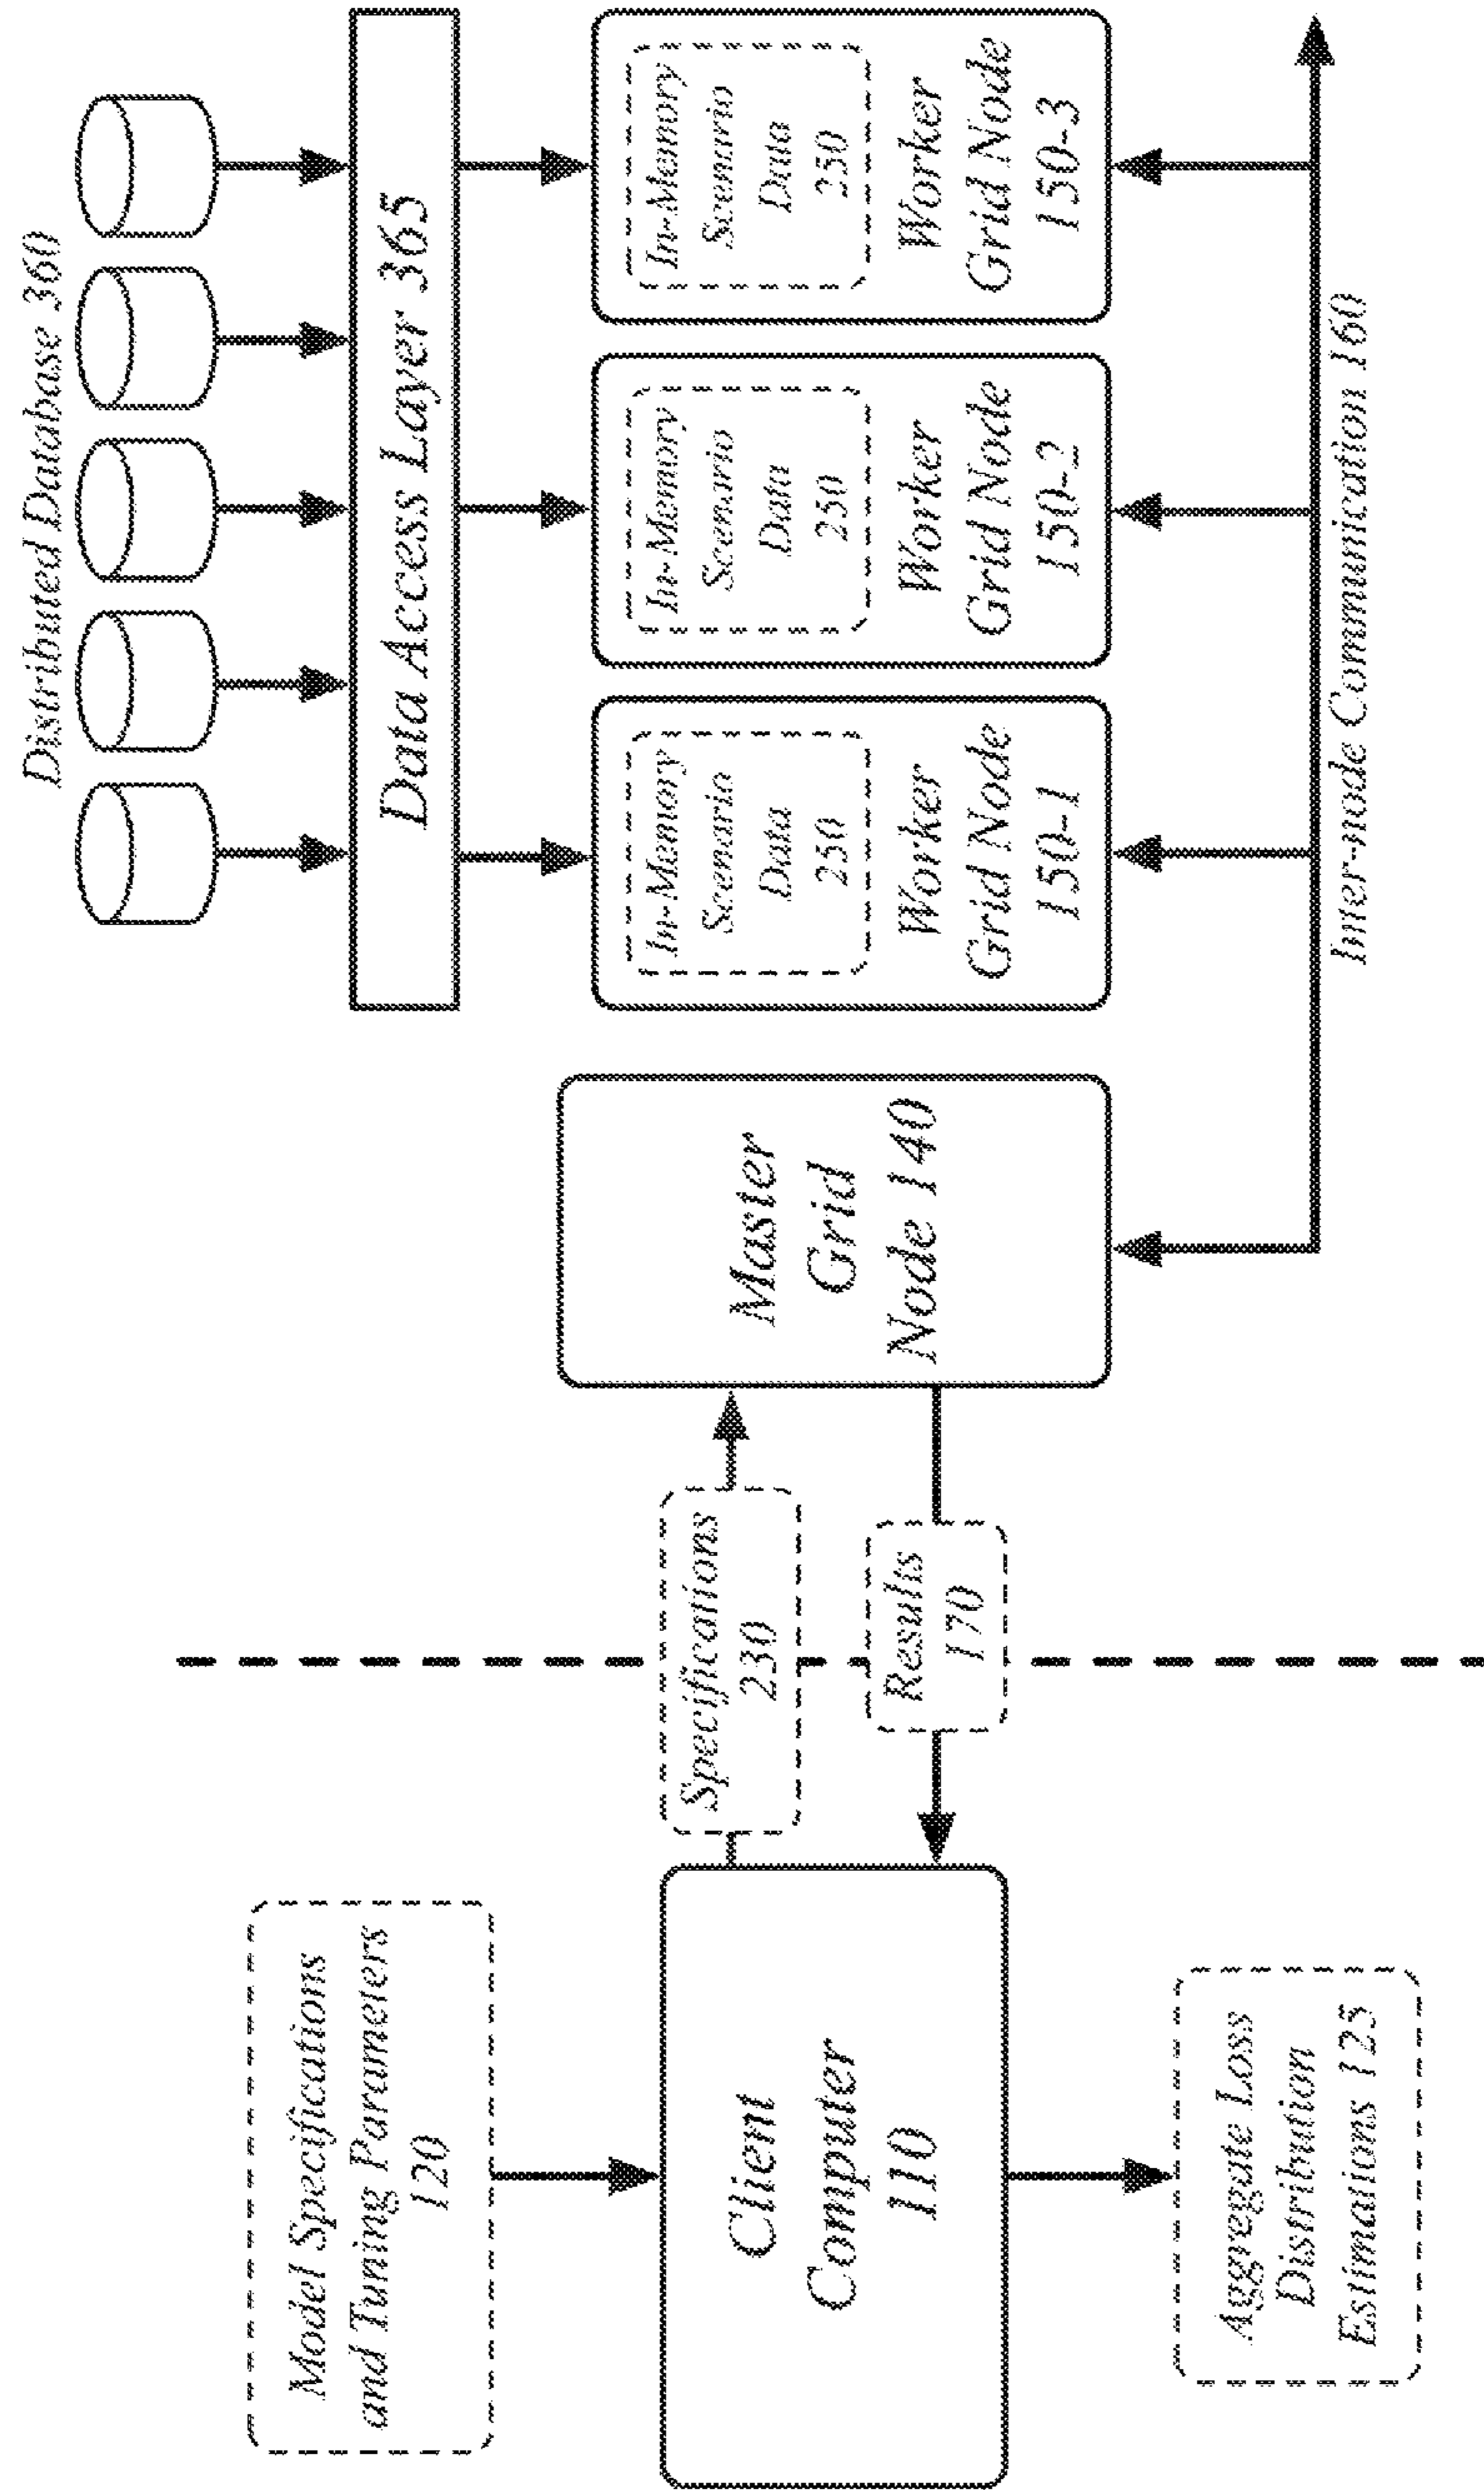 Model Specifications
and Tuning Parameters
120
Client
Computer
110
Aggregate Loss
Distribution
Estimations 125
Specifications
230
Results
170
Master
Grid
Node 140
Distributed Database 360
Data Access Layer 365
In-Memory
Scenario
Data
250
Worker
Grid Node
150-1
In-Memory
Scenario
Data
250
Worker
Grid Node
150-2
In-Memory
Scenario
Data
250
Worker
Grid Node
150-3
Inter-node Communication 160